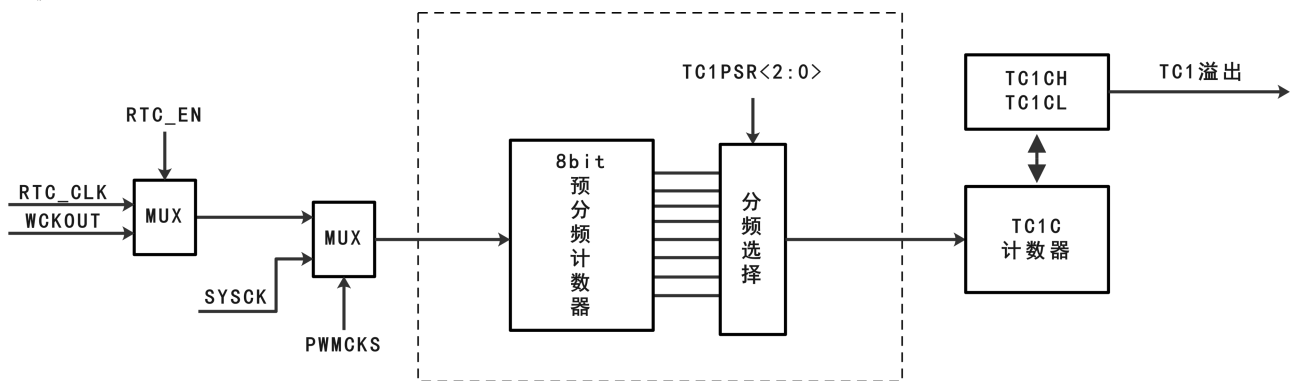 TC1PSR<2:0>
TC1CH
TC1CL
TC1溢出
RTC_EN
8bit
预
分
频
计
数
器
RTC_CLK
WCKOUT
MUX
MUX
分
频
选
择
TC1C
计数器
SYSCK
PWMCKS